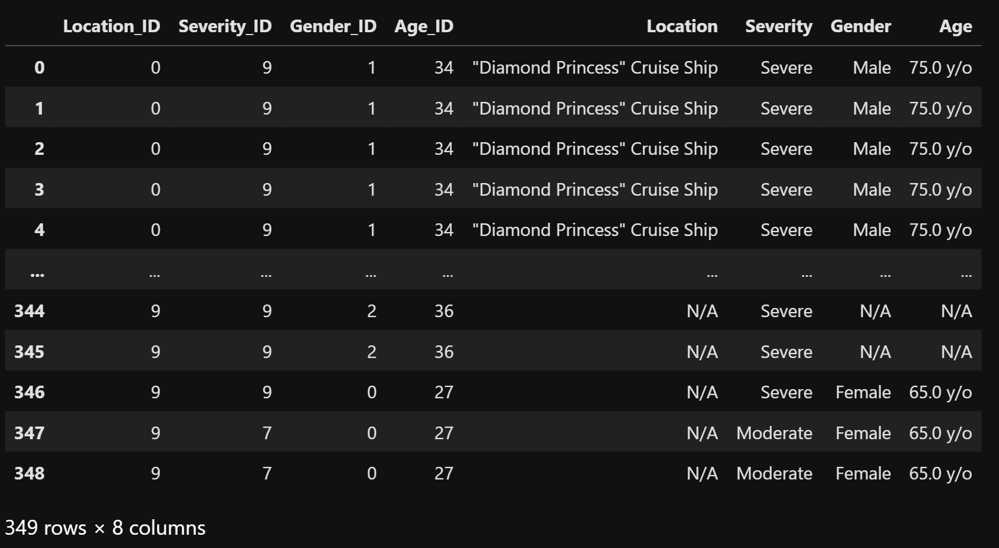 Location_ID Severity_ID Gender_ID Age_ID Location Severity Gender Age
0 0 9 1 34 "Diamond Princess" Cruise Ship Severe Male 75.0 y/o
1 0 9 1 34 "Diamond Princess" Cruise Ship Severe Male 75.0 y/o
2 0 9 1 34 "Diamond Princess" Cruise Ship Severe Male 75.0 y/o
3 0 9 1 34 "Diamond Princess" Cruise Ship Severe Male 75.0 y/o
4 0 9 1 34 "Diamond Princess" Cruise Ship Severe Male 75.0 y/o
... ... ... ... ... ... ... ... ...
344 9 9 2 36 N/A Severe N/A N/A
345 9 9 2 36 N/A Severe N/A N/A
346 9 9 0 27 N/A Severe Female 65.0 y/o
347 9 7 0 27 N/A Moderate Female 65.0 y/o
348 9 7 0 27 N/A Moderate Female 65.0 y/o
349 rows × 8 columns